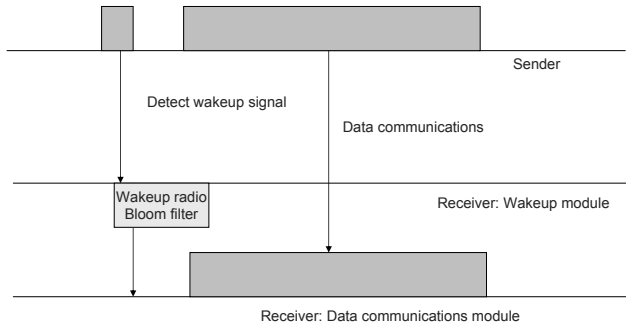 Sender
Detect wakeup signal
Data communications
Wakeup radio
Bloom filter
Receiver: Wakeup module
Receiver: Data communications module